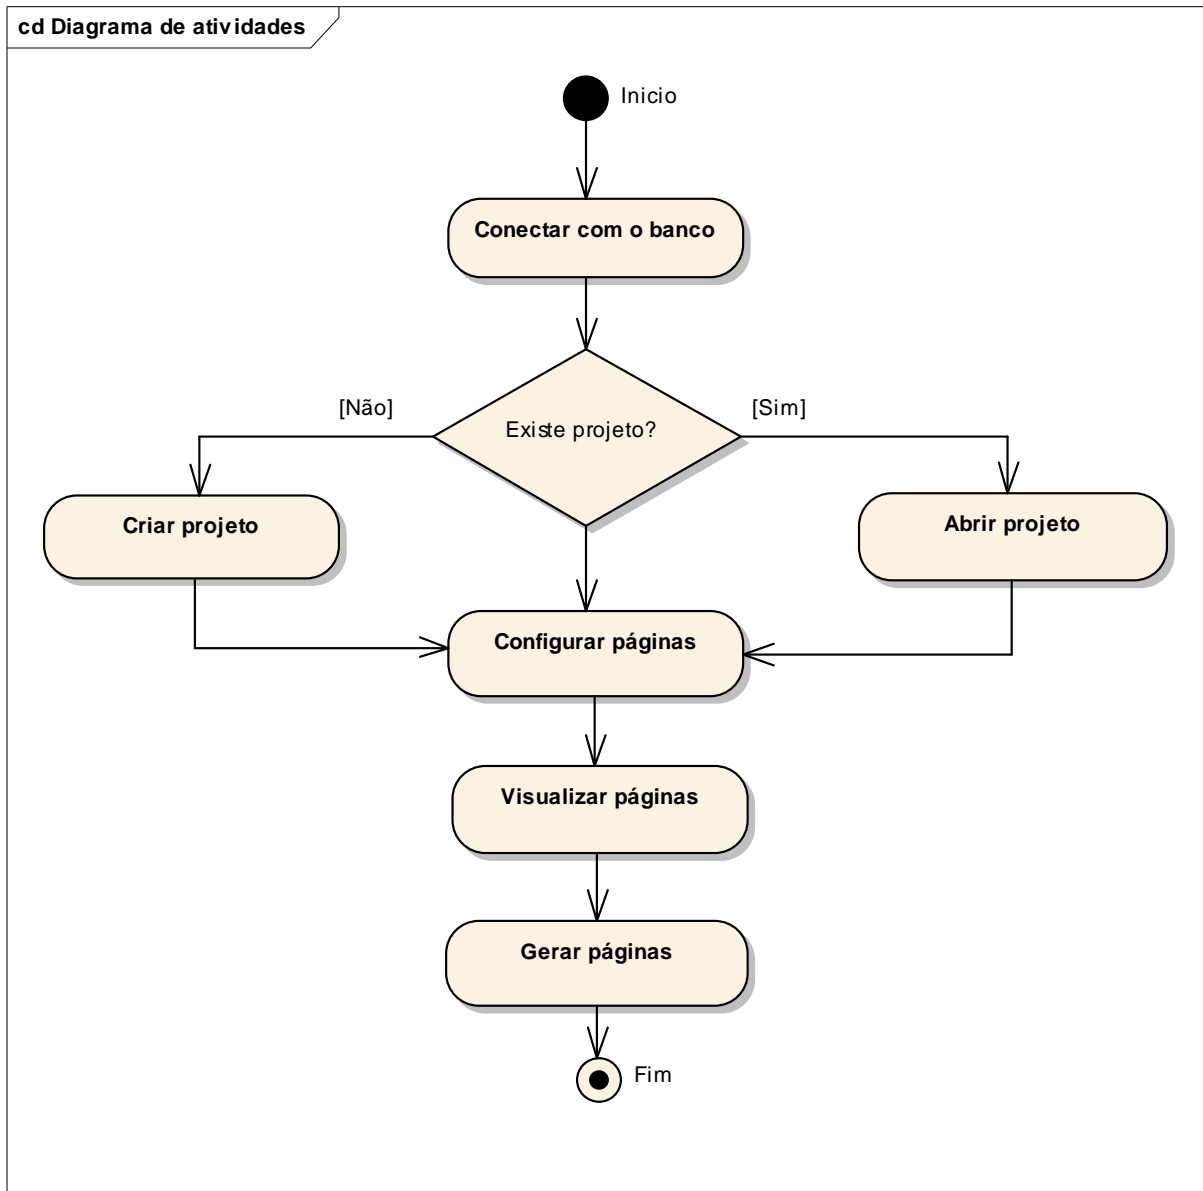 cd Diagrama de atividades
Inicio
Conectar com o banco
[Não]
[Sim]
Existe projeto?
Criar projeto
Abrir projeto
Configurar páginas
Visualizar páginas
Gerar páginas
Fim